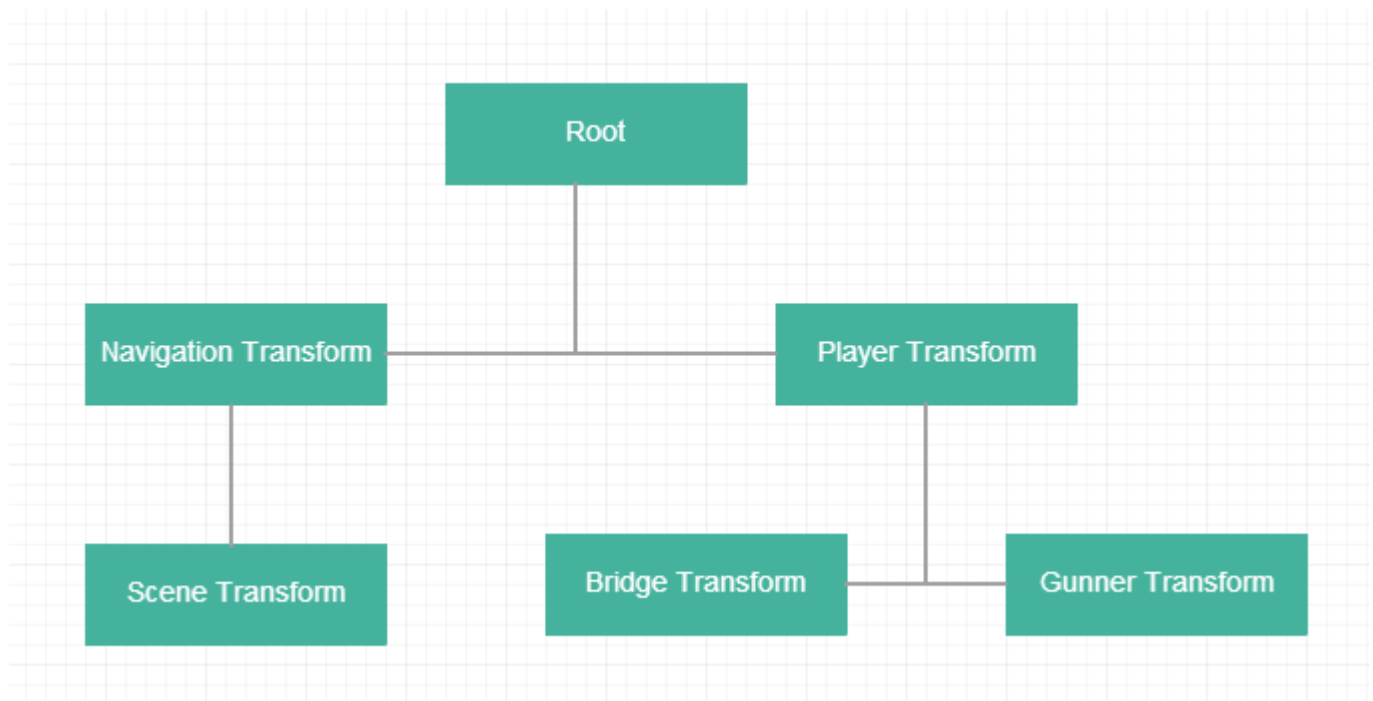 Root
Navigation Transform
Player Transform
Scene Transform
Bridge Transform
Gunner Transform